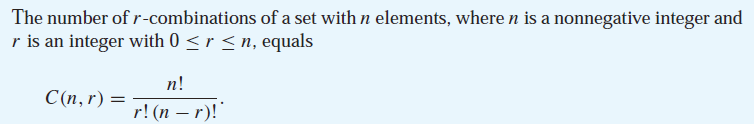 The number of r-combinations of a set with n elements, where n is a nonnegative integer and
r is an integer with 0 ≤ r ≤ n, equals
C(n, r) = n! / r! (n − r)! .